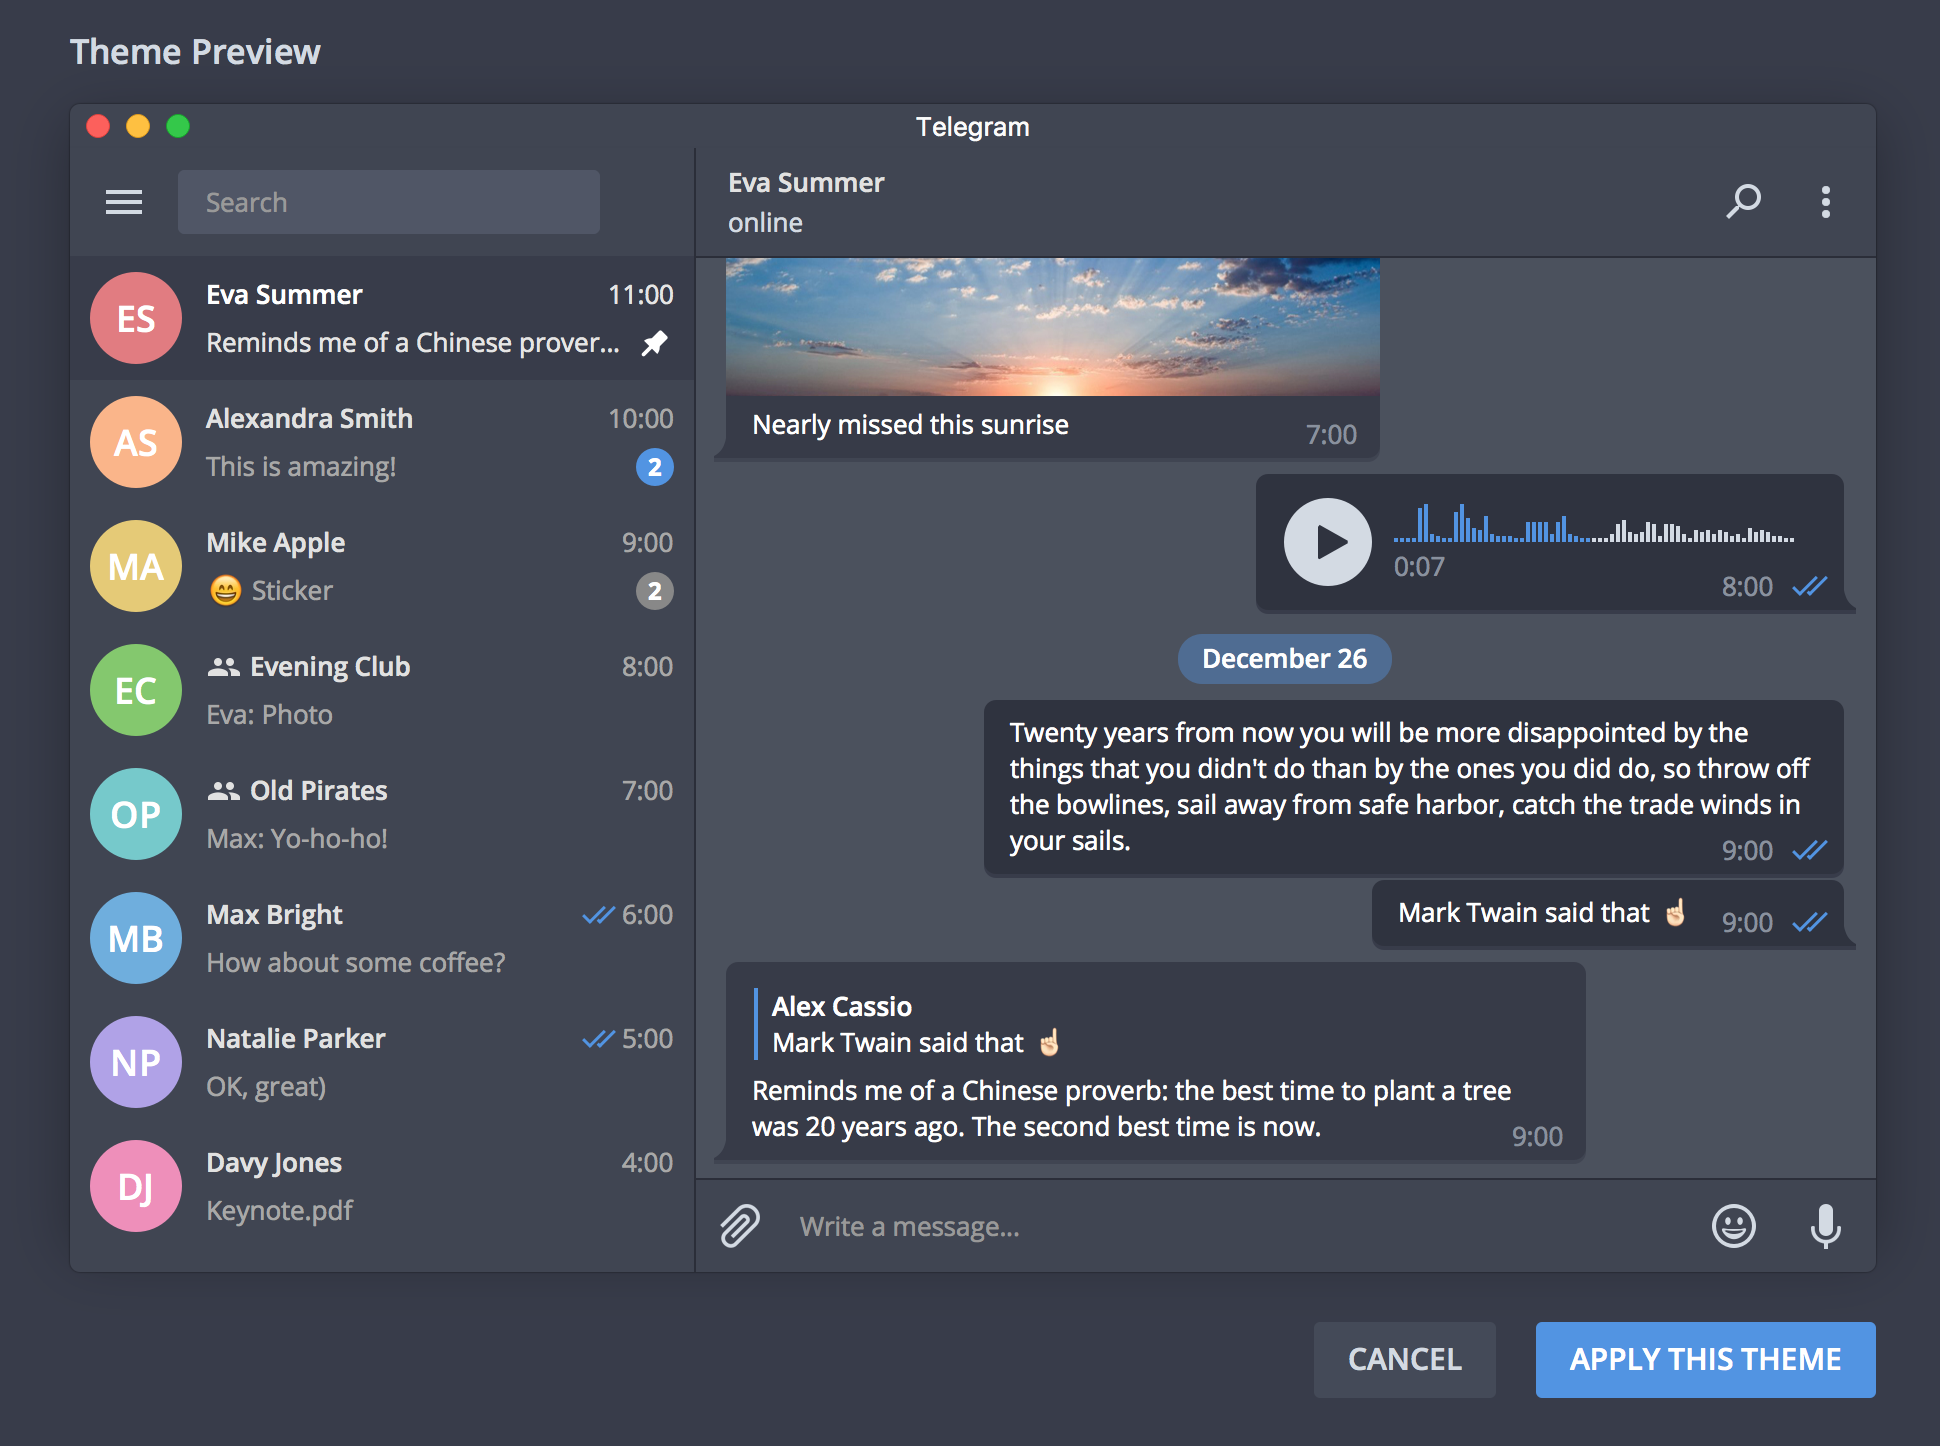 Theme Preview
Telegram
Search
ES
Eva Summer
11:00
Reminds me of a Chinese prover...
AS
Alexandra Smith
10:00
This is amazing!
2
MA
Mike Apple
9:00
😄 Sticker
2
EC
Evening Club
8:00
Eva: Photo
OP
Old Pirates
7:00
Max: Yo-ho-ho!
MB
Max Bright
6:00
How about some coffee?
NP
Natalie Parker
5:00
OK, great)
DJ
Davy Jones
4:00
Keynote.pdf
Eva Summer
online
Nearly missed this sunrise
7:00
0:07
8:00
December 26
Twenty years from now you will be more disappointed by the
things that you didn't do than by the ones you did do, so throw off
the bowlines, sail away from safe harbor, catch the trade winds in
your sails.
9:00
Mark Twain said that ☝🏻
9:00
Alex Cassio
Mark Twain said that ☝🏻
Reminds me of a Chinese proverb: the best time to plant a tree
was 20 years ago. The second best time is now.
9:00
Write a message...
CANCEL
APPLY THIS THEME